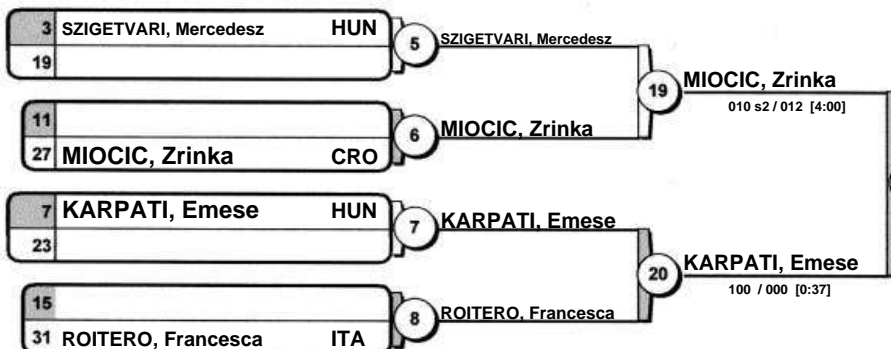 3 SZIGETVARI, Mercedesz HUN
19
5
SZIGETVARI, Mercedesz
11
27 MIOCIC, Zrinka CRO
6
MIOCIC, Zrinka
19
MIOCIC, Zrinka
010 s2 / 012 [4:00]
7 KARPATI, Emese HUN
23
7
KARPATI, Emese
15
31 ROITERO, Francesca ITA
8
ROITERO, Francesca
20
KARPATI, Emese
100 / 000 [0:37]